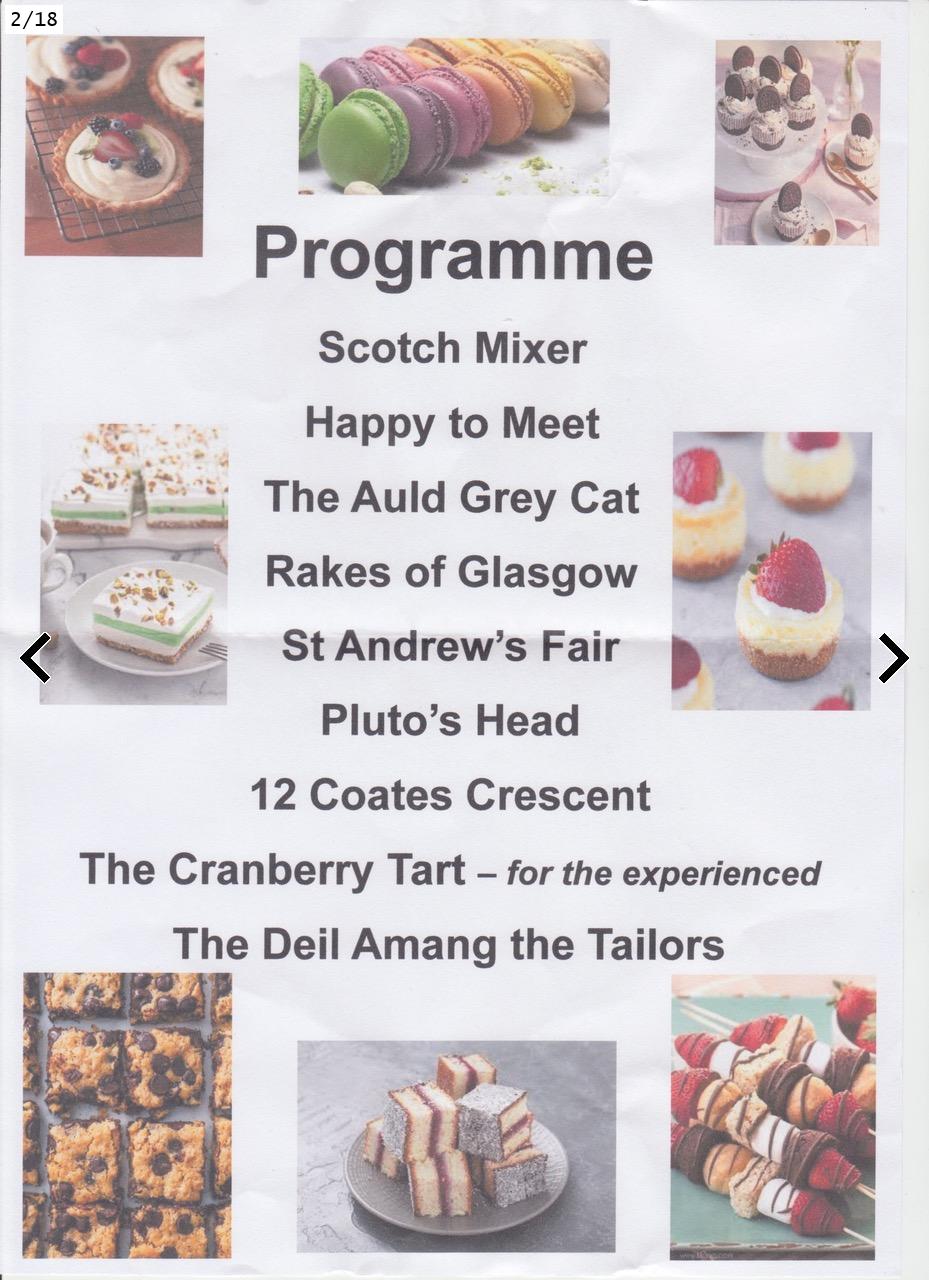 2/18
Programme
Scotch Mixer
Happy to Meet
The Auld Grey Cat
Rakes of Glasgow
St Andrew’s Fair
Pluto’s Head
12 Coates Crescent
The Cranberry Tart – for the experienced
The Deil Amang the Tailors